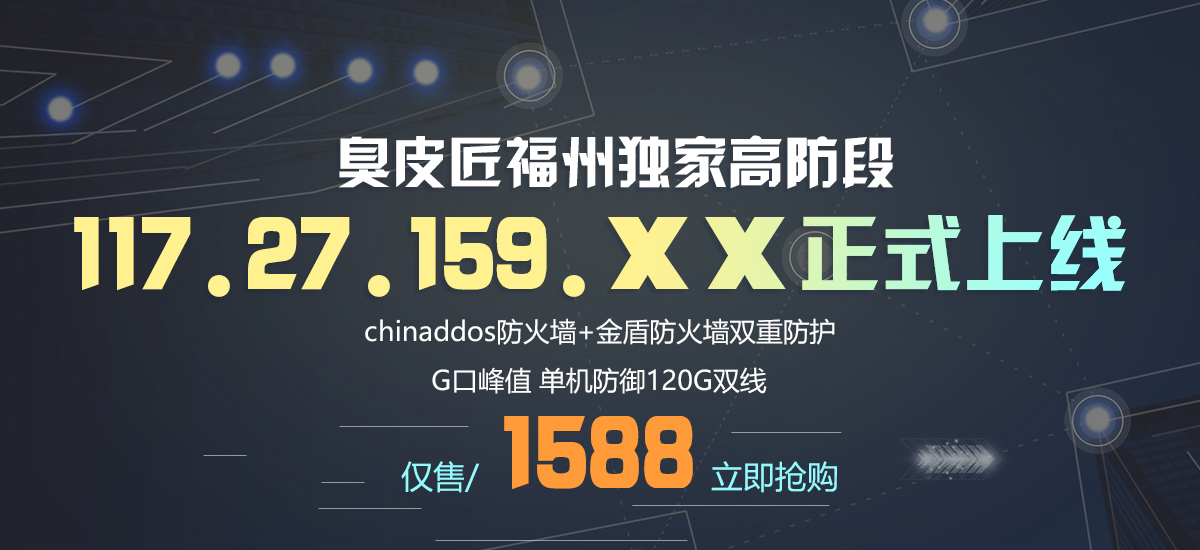 臭皮匠福州独家高防段
117.27.159.XX正式上线
chinaddos防火墙+金盾防火墙双重防护
G口峰值 单机防御120G双线
仅售/ 1588 立即抢购